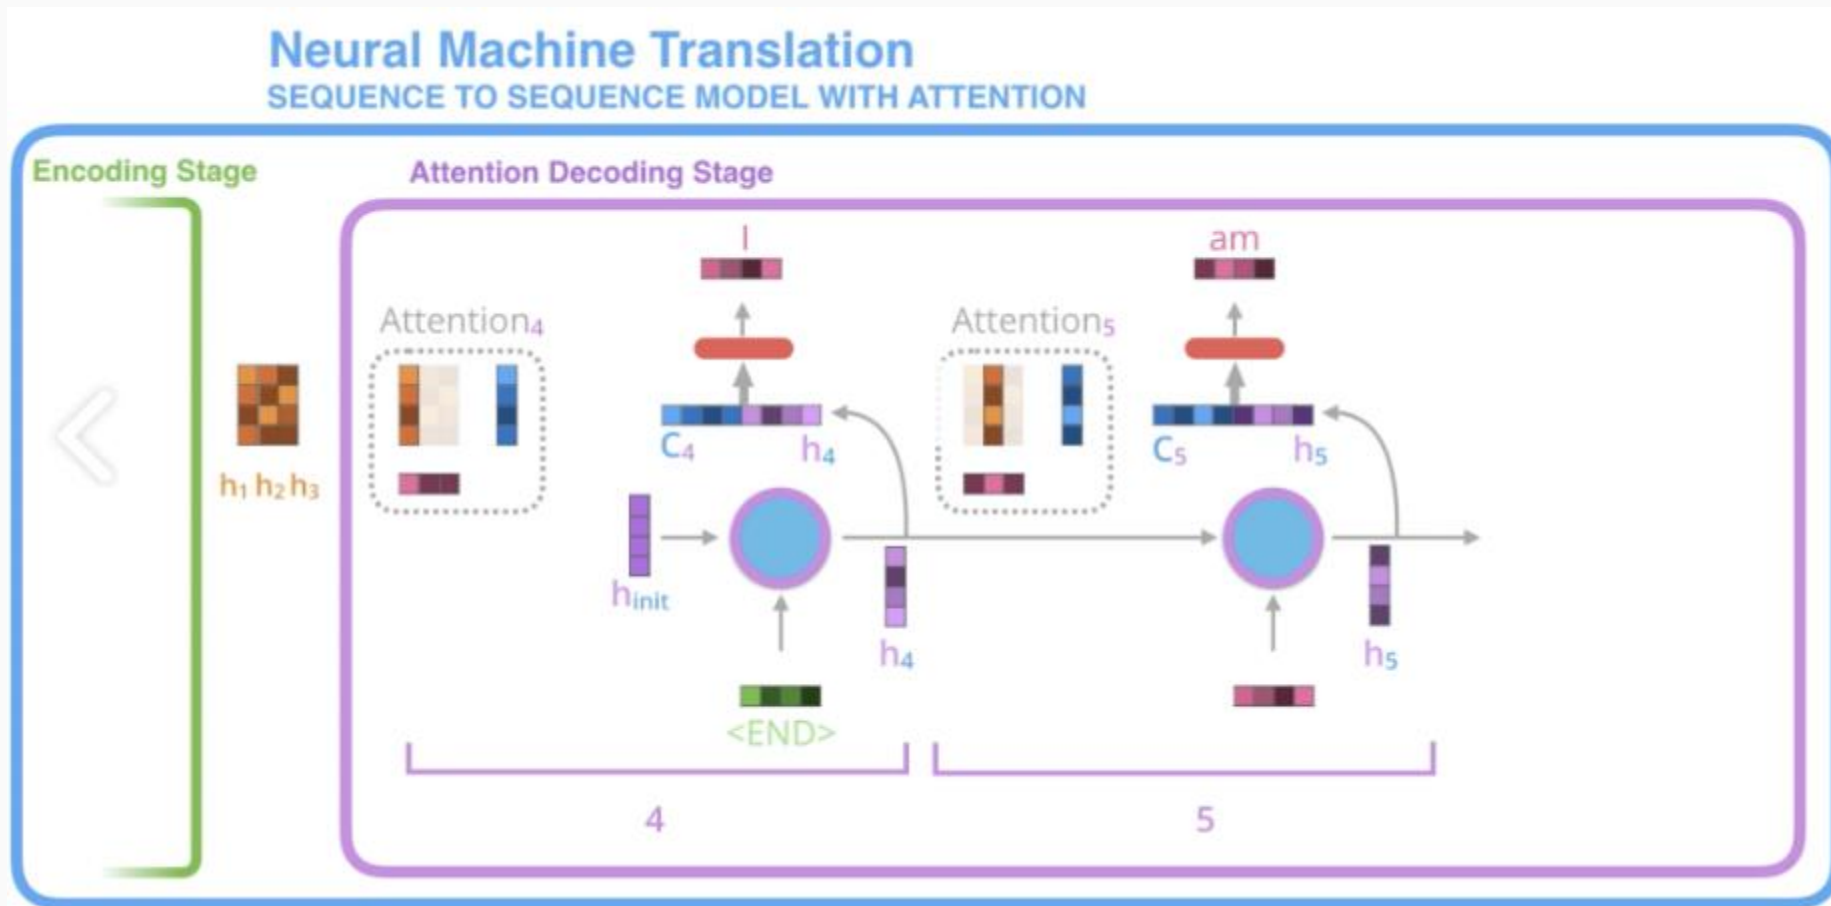 Neural Machine Translation
SEQUENCE TO SEQUENCE MODEL WITH ATTENTION
Encoding Stage
Attention Decoding Stage
I
am
Attention4
Attention5
C4
h4
C5
h5
h1 h2 h3
hinit
h4
h5
<END>
4
5